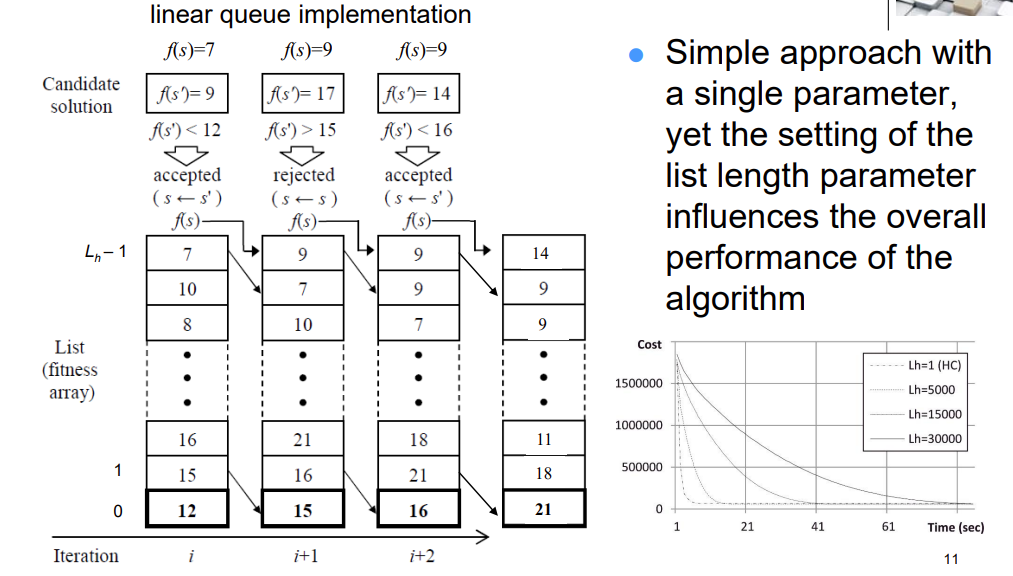 linear queue implementation
f(s)=7 f(s)=9 f(s)=9
Candidate
solution
f(s')= 9 f(s')= 17 f(s')= 14
f(s') < 12 f(s') > 15 f(s') < 16
accepted rejected accepted
( s ← s' ) ( s ← s ) ( s ← s' )
f(s) f(s) f(s)
Lh– 1 7 9 9 14
10 7 9 9
8 10 7 9
List
(fitness
array)
16 21 18 11
1 15 16 21 18
0 12 15 16 21
Iteration i i+1 i+2
● Simple approach with
a single parameter,
yet the setting of the
list length parameter
influences the overall
performance of the
algorithm
Cost
1500000
1000000
500000
0
1 21 41 61 Time (sec)
Lh=1 (HC)
Lh=5000
Lh=15000
Lh=30000
11